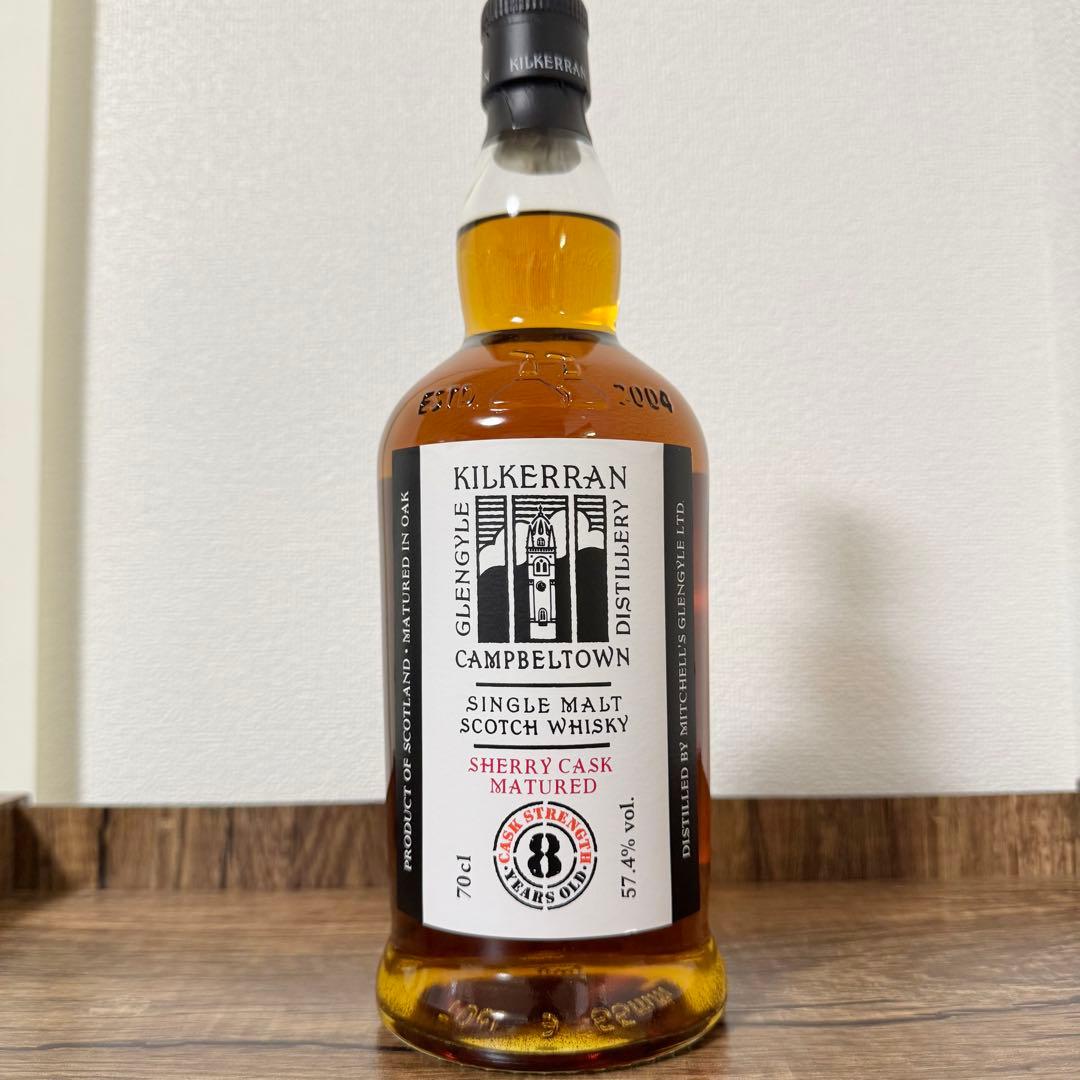 KILKERRAN
ESTD. 2004
KILKERRAN
GLENGYLE
DISTILLERY
CAMPBELTOWN
SINGLE MALT
SCOTCH WHISKY
SHERRY CASK
MATURED
CASK STRENGTH
8
·YEARS OLD·
70cl
57.4% vol.
PRODUCT OF SCOTLAND · MATURED IN OAK
DISTILLED BY MITCHELL'S GLENGYLE LTD.